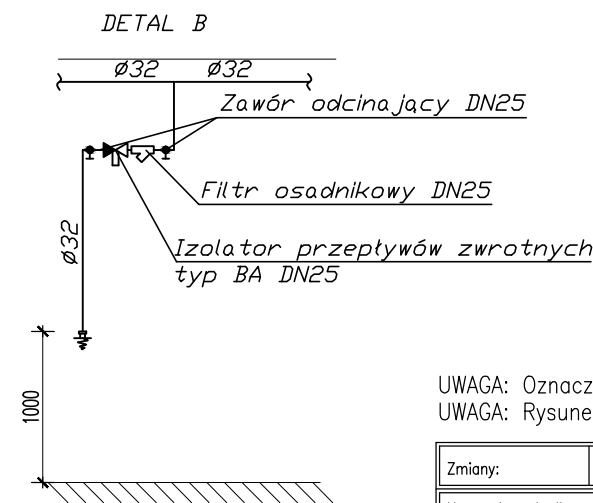 DETAL B
Ø32 Ø32
Zawór odcinający DN25
Filtr osadnikowy DN25
Ø32
Izolator przepływów zwrotnych
typ BA DN25
1000
UWAGA: Oznacz
UWAGA: Rysune
Zmiany: